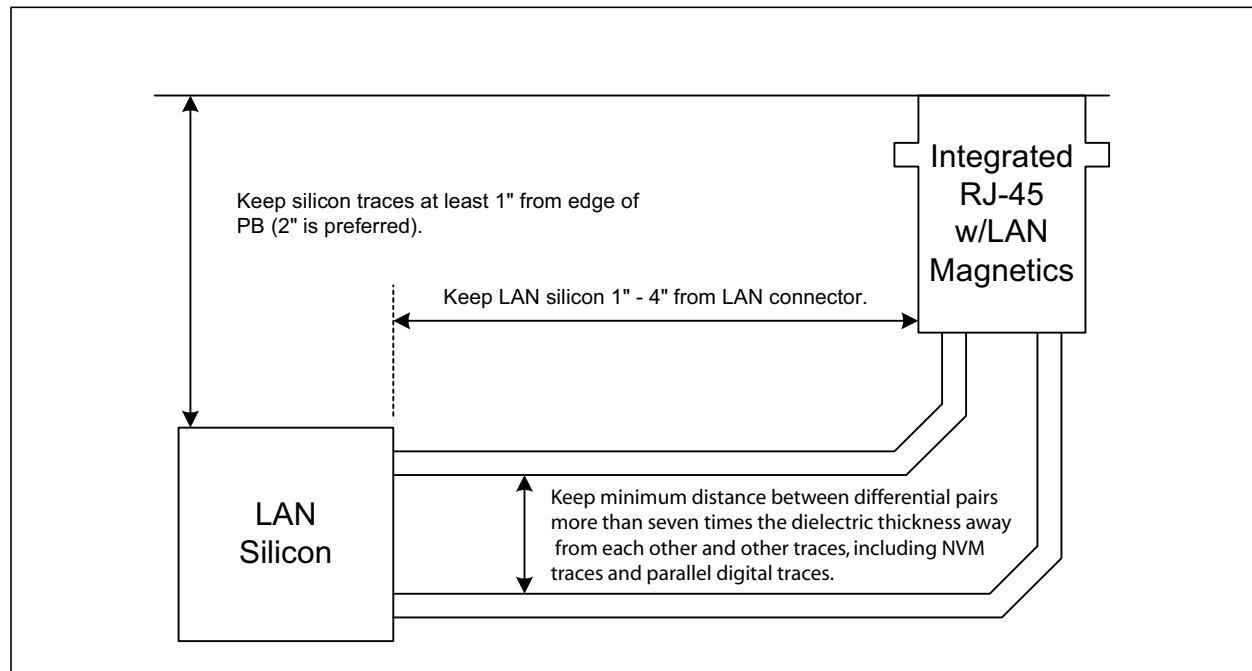 Keep silicon traces at least 1" from edge of
PB (2" is preferred).
Integrated
RJ-45
w/LAN
Magnetics
Keep LAN silicon 1" - 4" from LAN connector.
LAN
Silicon
Keep minimum distance between differential pairs
more than seven times the dielectric thickness away
from each other and other traces, including NVM
traces and parallel digital traces.